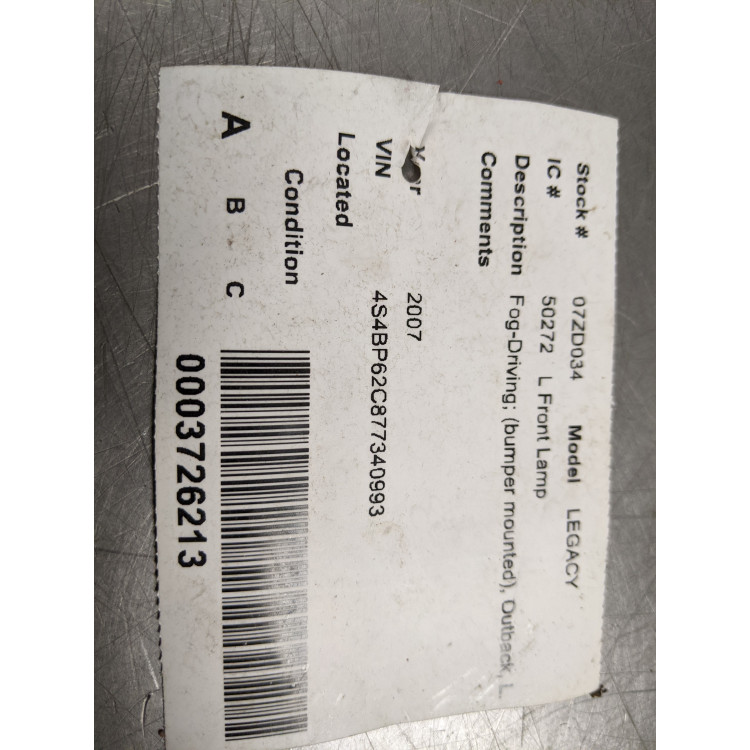 Stock # 07ZD034 Model LEGACY
IC # 50272 L Front Lamp
Description Fog-Driving; (bumper mounted), Outback, L.
Comments
2007
VIN 4S4BP62C877340993
Located
Condition
A B C
0003726213